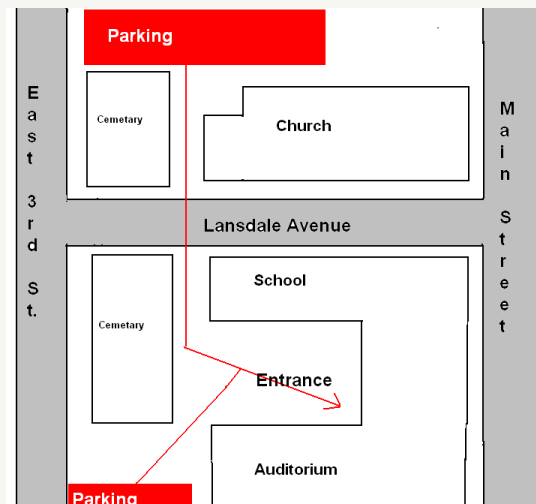 Parking
East 3rd St.
Cemetary
Church
Main Street
Lansdale Avenue
School
Cemetary
Entrance
Auditorium
Parking